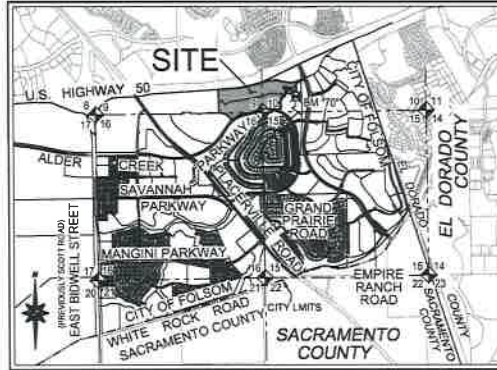 SITE
U.S. HIGHWAY 50
BM "70"
8 9
17 16
9 10
16 15
10 11
15 14
CITY OF FOLSOM
EL DORADO
EL DORADO
COUNTY
ALDER CREEK PARKWAY
SAVANNAH
PARKWAY
PLACERVILLE ROAD
GRAND
PRAIRIE
ROAD
MANGINI PARKWAY
EAST BIDWELL STREET
(PREVIOUSLY SCOTT ROAD)
17 16
20 21
16 15
21 22
15 14
22 23
EMPIRE
RANCH
ROAD
CITY OF FOLSOM
CITY LMITS
WHITE ROCK ROAD
SACRAMENTO COUNTY
SACRAMENTO
COUNTY
COUNTY
SACRAMENTO
COUNTY